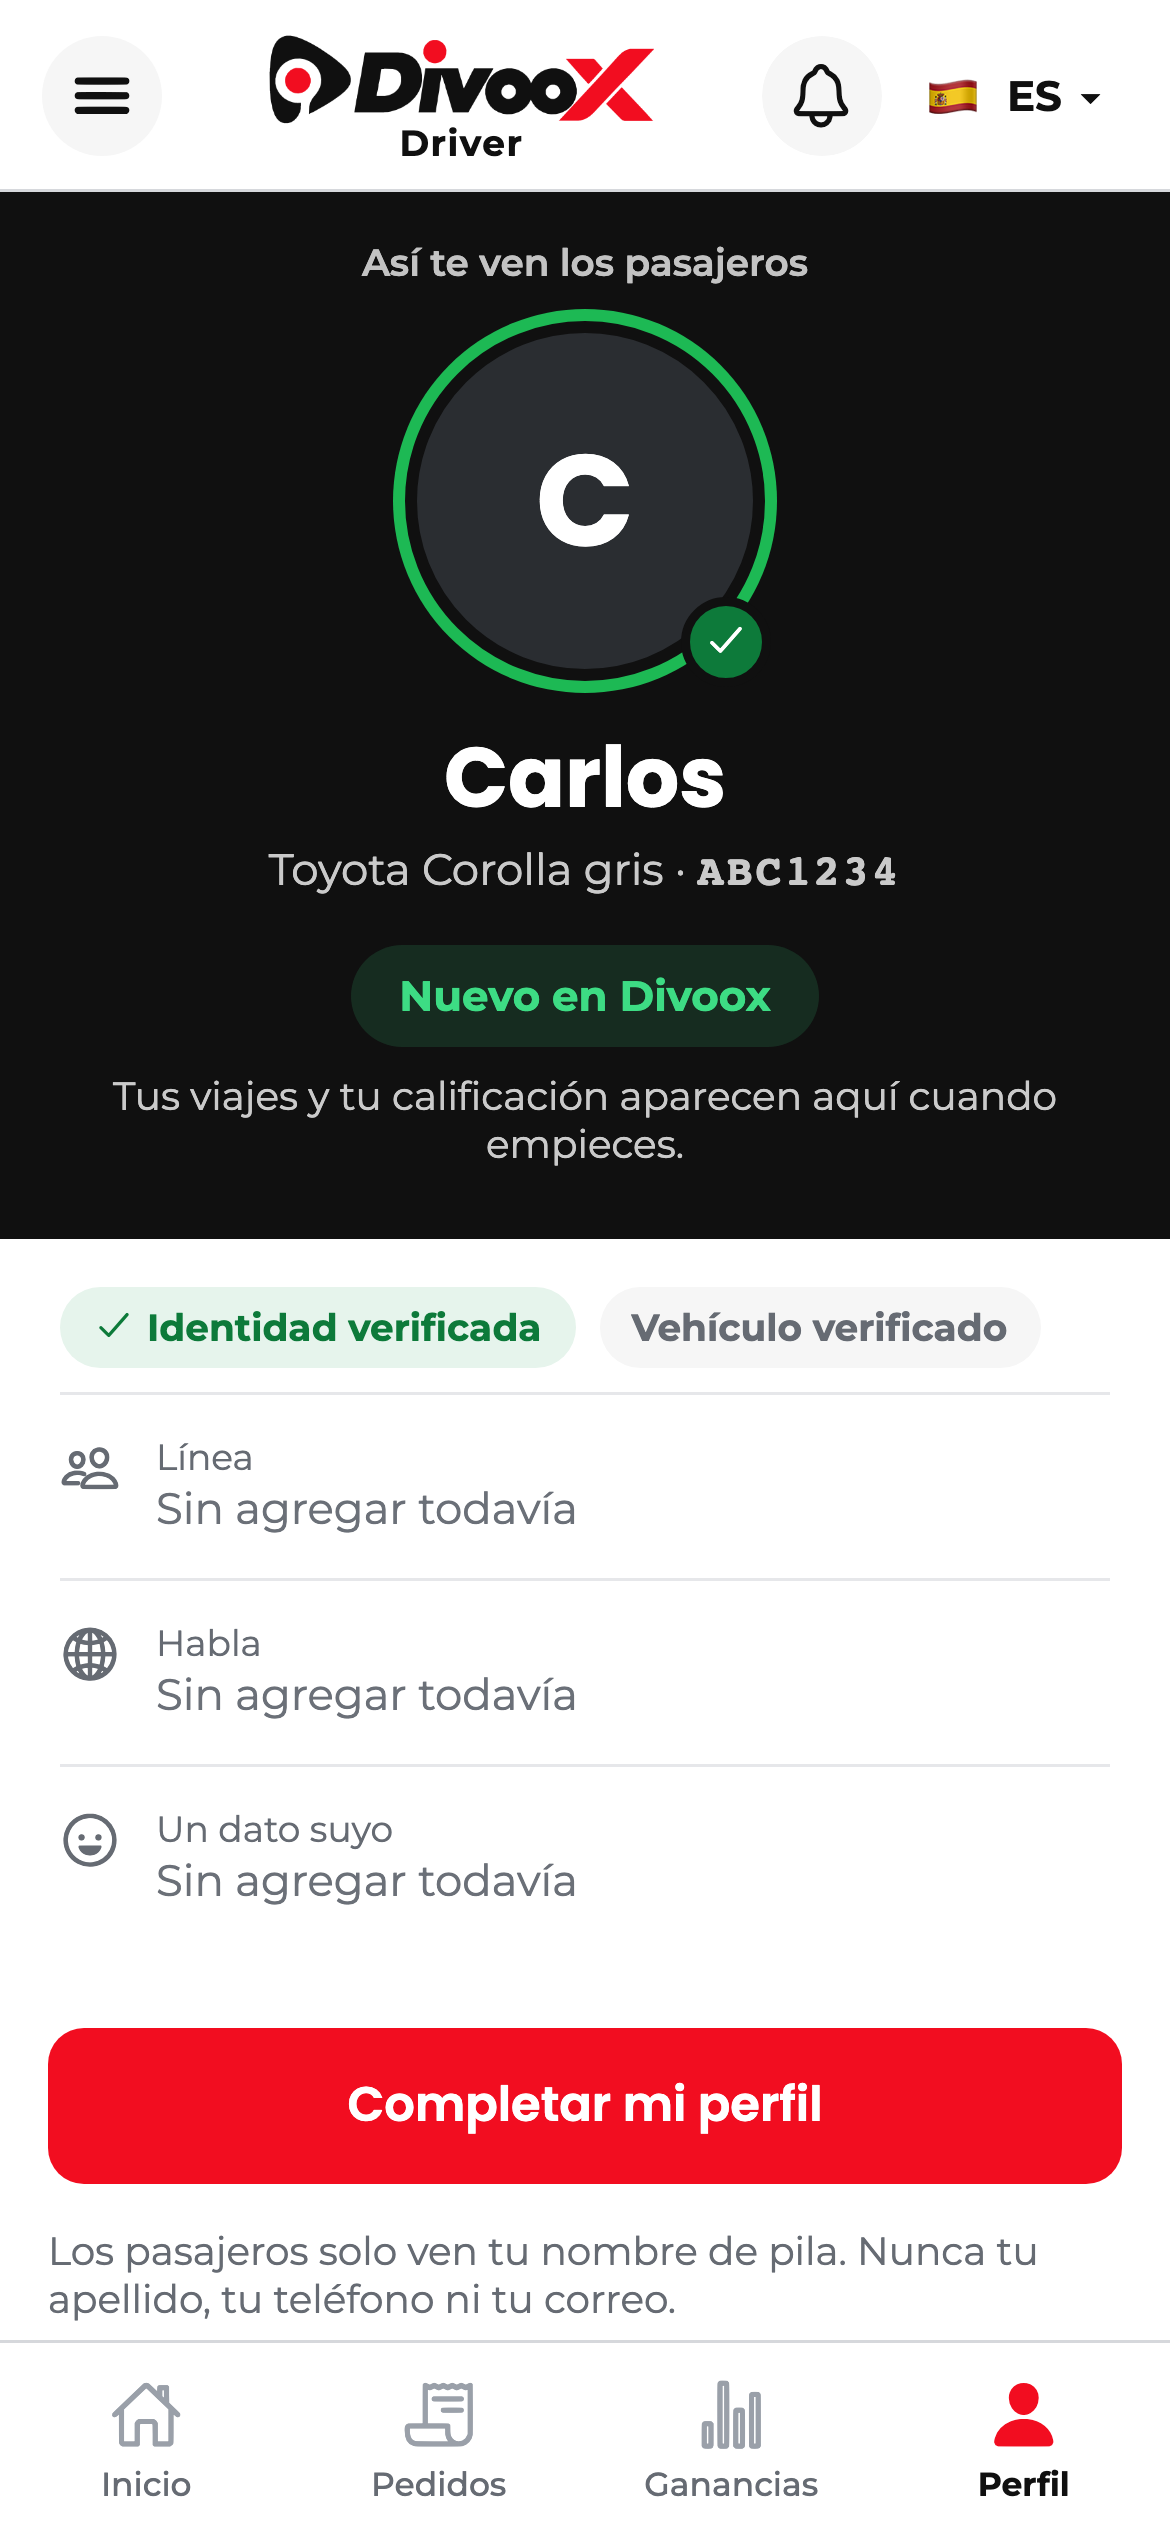 DivooX
Driver
ES
Así te ven los pasajeros
C
Carlos
Toyota Corolla gris · ABC1234
Nuevo en Divoox
Tus viajes y tu calificación aparecen aquí cuando
empieces.
Identidad verificada
Vehículo verificado
Línea
Sin agregar todavía
Habla
Sin agregar todavía
Un dato suyo
Sin agregar todavía
Completar mi perfil
Los pasajeros solo ven tu nombre de pila. Nunca tu
apellido, tu teléfono ni tu correo.
Inicio
Pedidos
Ganancias
Perfil